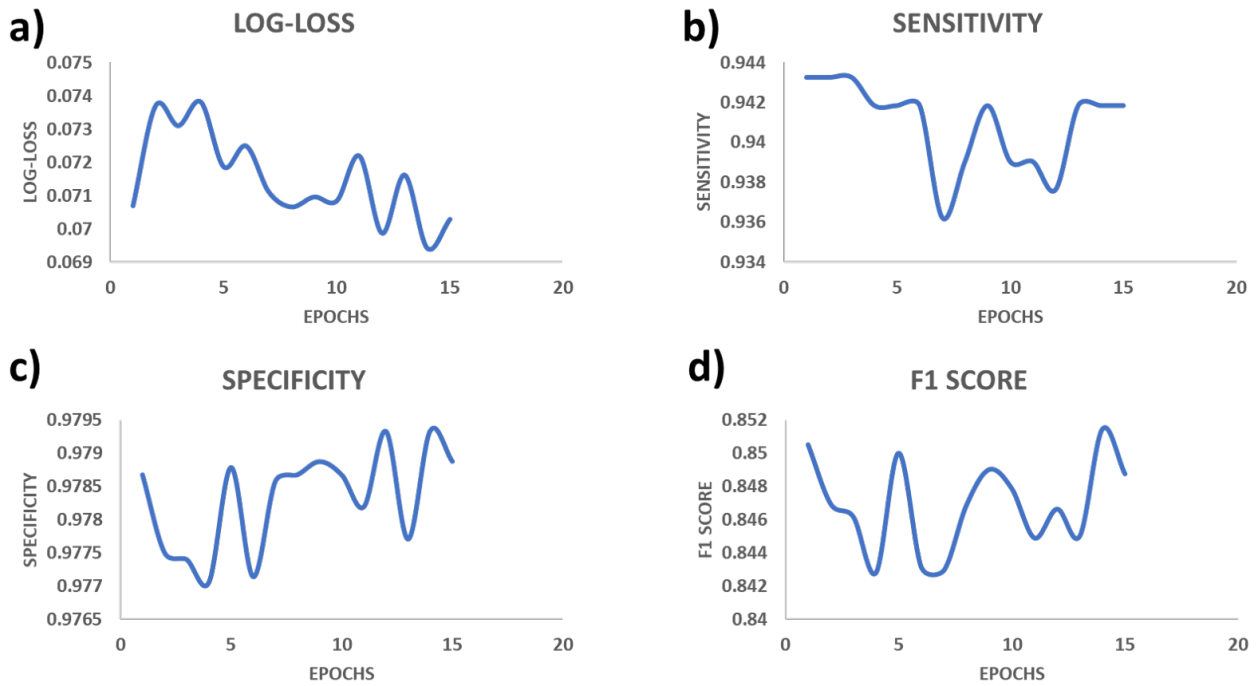 a)
LOG-LOSS
0.075
0.074
0.073
0.072
0.071
0.07
0.069
LOG-LOSS
0 5 10 15 20
EPOCHS
b)
SENSITIVITY
0.944
0.942
0.94
0.938
0.936
0.934
SENSITIVITY
0 5 10 15 20
EPOCHS
c)
SPECIFICITY
0.9795
0.979
0.9785
0.978
0.9775
0.977
0.9765
SPECIFICITY
0 5 10 15 20
EPOCHS
d)
F1 SCORE
0.852
0.85
0.848
0.846
0.844
0.842
0.84
F1 SCORE
0 5 10 15 20
EPOCHS